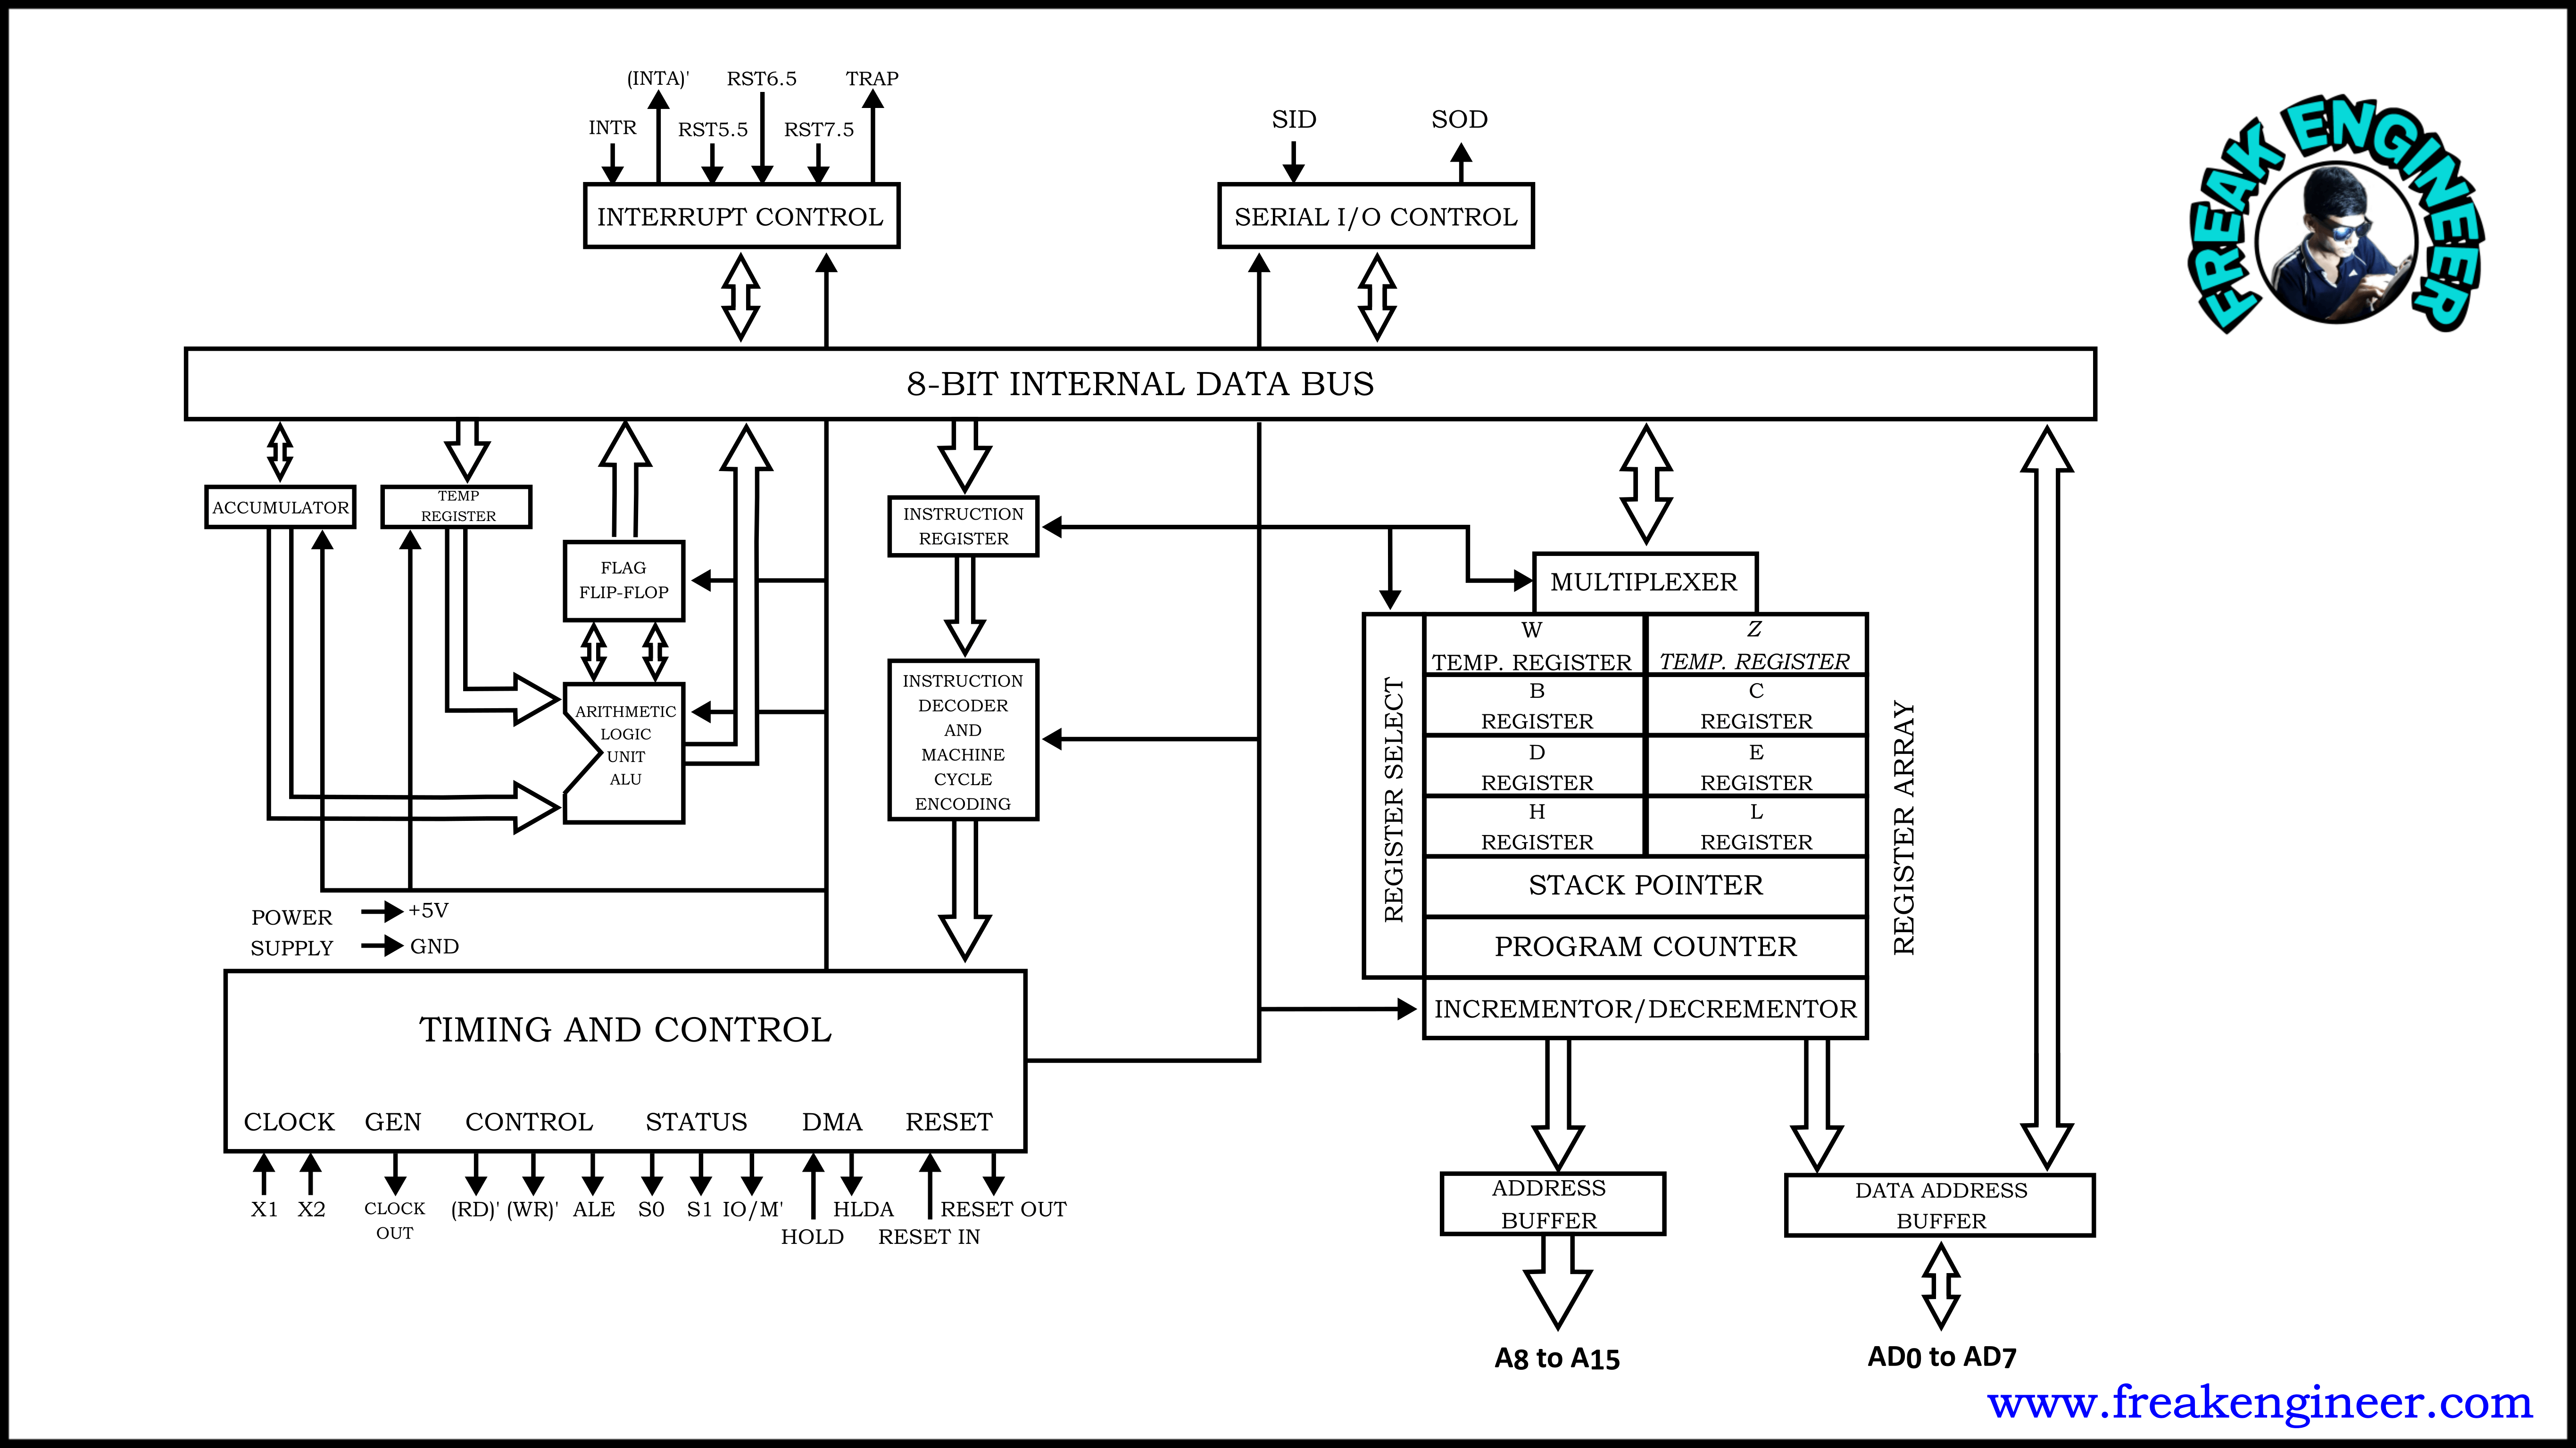 (INTA)'
RST6.5
TRAP
INTR
RST5.5
RST7.5
SID
SOD
FREAK ENGINEER
INTERRUPT CONTROL
SERIAL I/O CONTROL
8-BIT INTERNAL DATA BUS
ACCUMULATOR
TEMP
REGISTER
FLAG
FLIP-FLOP
ARITHMETIC
LOGIC
UNIT
ALU
INSTRUCTION
REGISTER
INSTRUCTION
DECODER
AND
MACHINE
CYCLE
ENCODING
MULTIPLEXER
REGISTER SELECT
W
TEMP. REGISTER
Z
TEMP. REGISTER
B
REGISTER
C
REGISTER
D
REGISTER
E
REGISTER
H
REGISTER
L
REGISTER
STACK POINTER
PROGRAM COUNTER
INCREMENTOR/DECREMENTOR
REGISTER ARRAY
POWER
SUPPLY
+5V
GND
TIMING AND CONTROL
CLOCK GEN CONTROL STATUS DMA RESET
X1 X2
CLOCK
OUT
(RD)' (WR)' ALE S0 S1 IO/M'
HOLD
HLDA
RESET IN
RESET OUT
ADDRESS
BUFFER
DATA ADDRESS
BUFFER
A8 to A15
AD0 to AD7
www.freakengineer.com